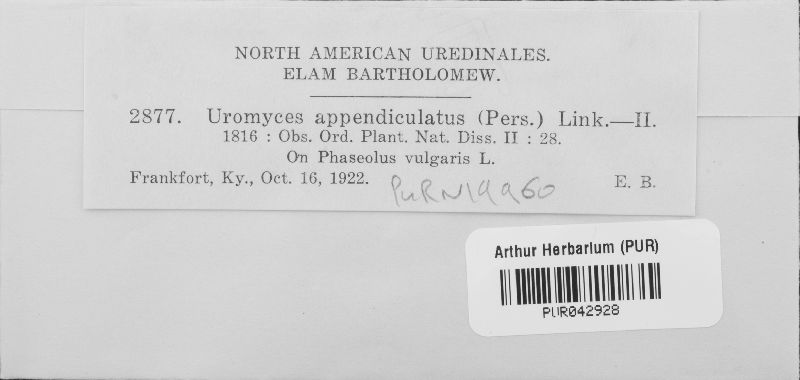 NORTH AMERICAN UREDINALES.
ELAM BARTHOLOMEW.
2877. Uromyces appendiculatus (Pers.) Link.—II.
1816 : Obs. Ord. Plant. Nat. Diss. II : 28.
On Phaseolus vulgaris L.
Frankfort, Ky., Oct. 16, 1922. E. B.
PURN19960
Arthur Herbarium (PUR)
PUR042928